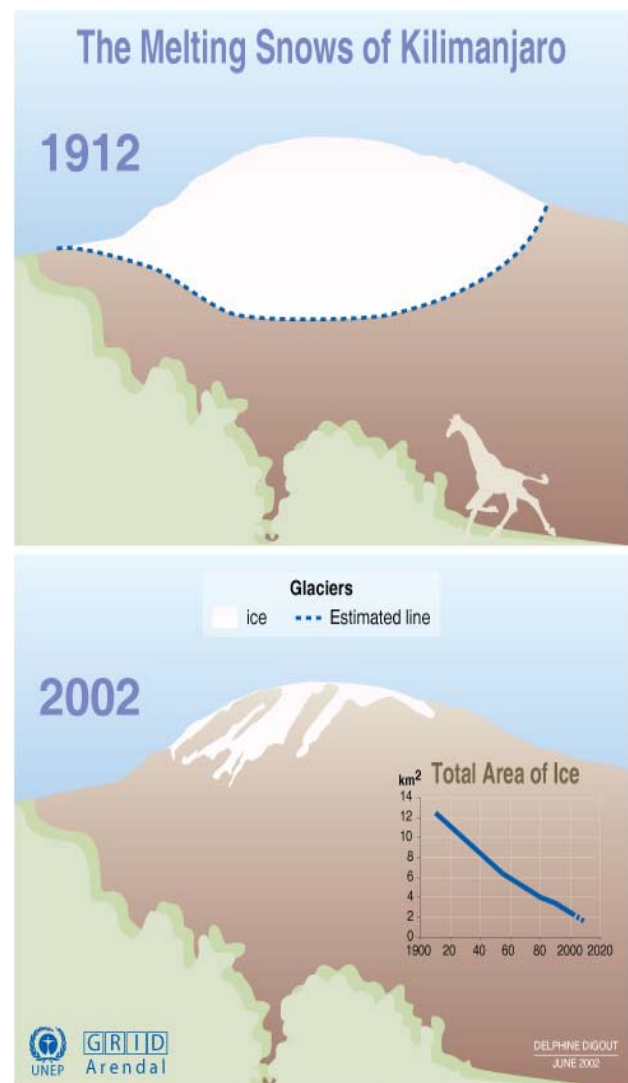 The Melting Snows of Kilimanjaro
1912
Glaciers
ice
Estimated line
2002
Total Area of Ice
km2
14
12
10
8
6
4
2
0
1900 20 40 60 80 2000 2020
UNEP
GRID
Arendal
DELPHINE DIGOUT
JUNE 2002